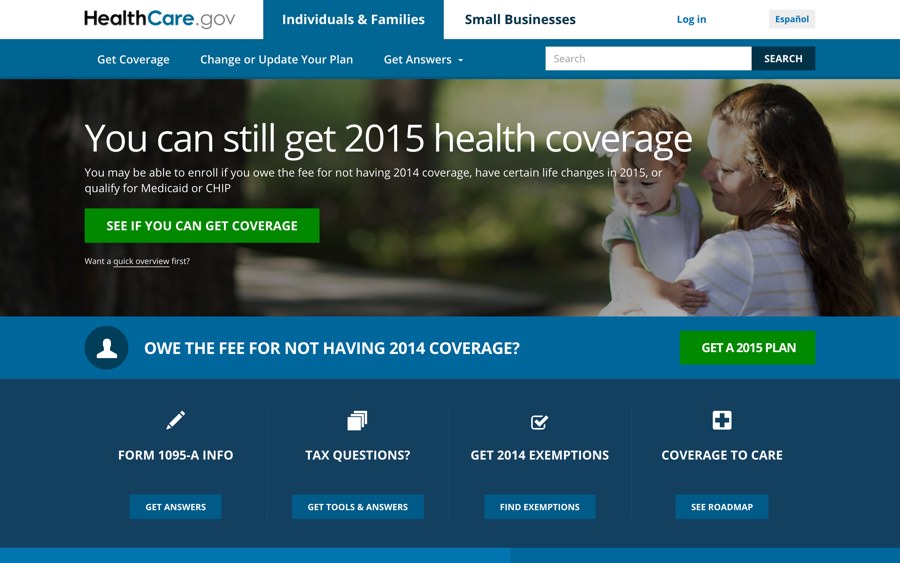 HealthCare.gov
Individuals & Families
Small Businesses
Log in
Español
Get Coverage
Change or Update Your Plan
Get Answers
Search
SEARCH
You can still get 2015 health coverage
You may be able to enroll if you owe the fee for not having 2014 coverage, have certain life changes in 2015, or
qualify for Medicaid or CHIP
SEE IF YOU CAN GET COVERAGE
Want a quick overview first?
OWE THE FEE FOR NOT HAVING 2014 COVERAGE?
GET A 2015 PLAN
FORM 1095-A INFO
TAX QUESTIONS?
GET 2014 EXEMPTIONS
COVERAGE TO CARE
GET ANSWERS
GET TOOLS & ANSWERS
FIND EXEMPTIONS
SEE ROADMAP